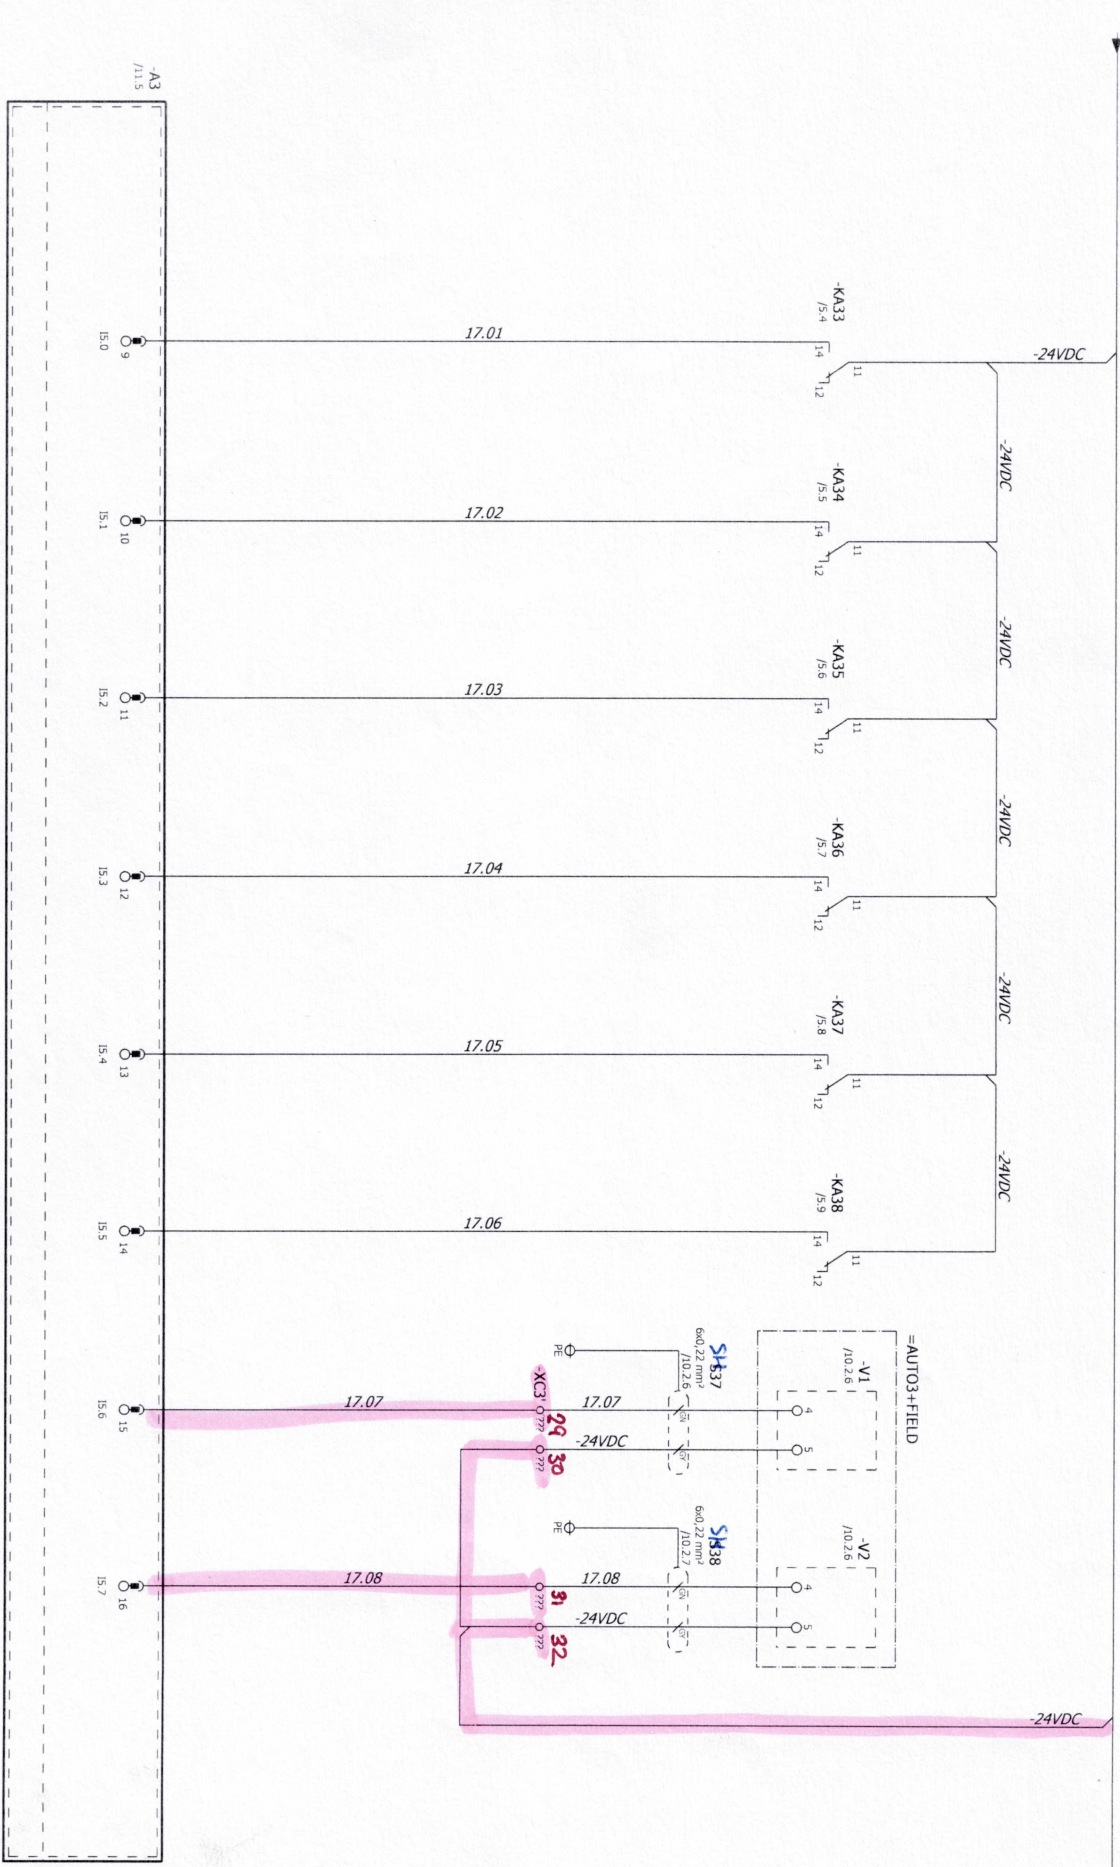 -24VDC
-24VDC
-24VDC
-24VDC
-24VDC
-24VDC
-24VDC
-KA33
/5.4
14
11
12
-KA34
/5.5
14
11
12
-KA35
/5.6
14
11
12
-KA36
/5.7
14
11
12
-KA37
/5.8
14
11
12
-KA38
/5.9
14
11
12
=AUTO3+FIELD
-V1
/10.2.6
4
5
-V2
/10.2.6
4
5
SH37
6x0,22 mm²
/10.2.6
GN
GY
PE
SH38
6x0,22 mm²
/10.2.7
GN
GY
PE
17.07
-24VDC
17.08
-24VDC
-XC3'
???
29
???
30
???
31
???
32
17.01
17.02
17.03
17.04
17.05
17.06
17.07
17.08
-A3
/11.5
9
I5.0
10
I5.1
11
I5.2
12
I5.3
13
I5.4
14
I5.5
15
I5.6
16
I5.7